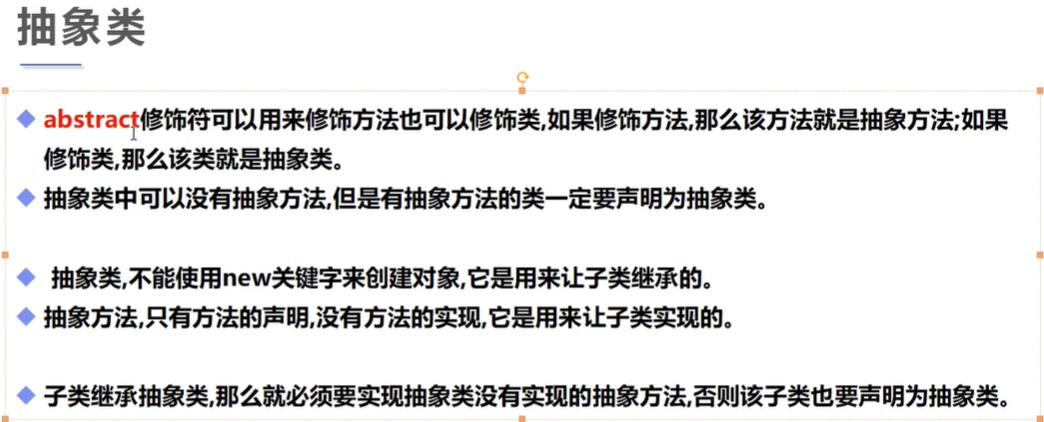 抽象类
abstract修饰符可以用来修饰方法也可以修饰类,如果修饰方法,那么该方法就是抽象方法;如果
修饰类,那么该类就是抽象类。
抽象类中可以没有抽象方法,但是有抽象方法的类一定要声明为抽象类。
抽象类,不能使用new关键字来创建对象,它是用来让子类继承的。
抽象方法,只有方法的声明,没有方法的实现,它是用来让子类实现的。
子类继承抽象类,那么就必须要实现抽象类没有实现的抽象方法,否则该子类也要声明为抽象类。